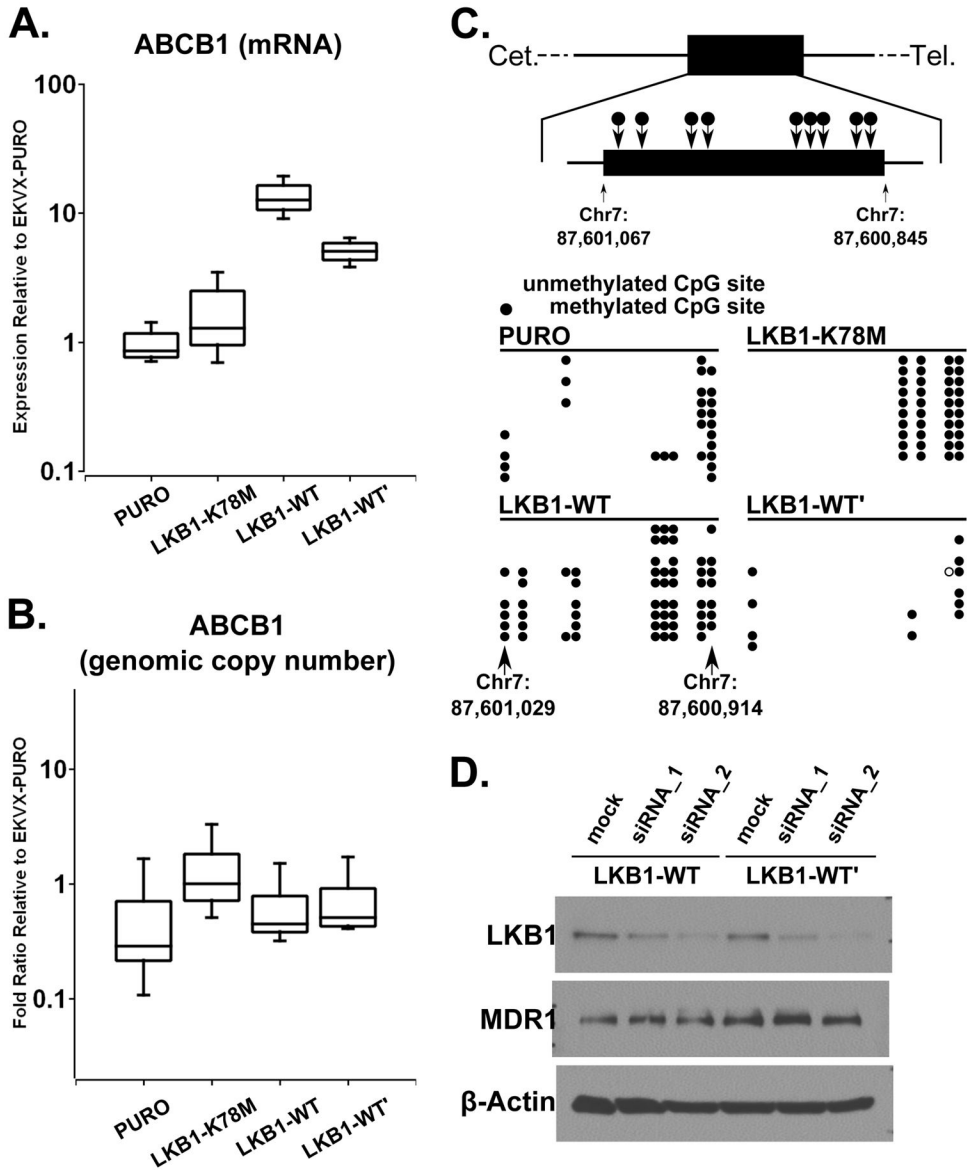 A.
ABCB1 (mRNA)
Expression Relative to EKVX-PURO
100
10
1
0.1
PURO
LKB1-K78M
LKB1-WT
LKB1-WT'
B.
ABCB1
(genomic copy number)
Fold Ratio Relative to EKVX-PURO
10
1
0.1
PURO
LKB1-K78M
LKB1-WT
LKB1-WT'
C.
Cet.
Tel.
Chr7:
87,601,067
Chr7:
87,600,845
unmethylated CpG site
methylated CpG site
PURO
LKB1-K78M
LKB1-WT
LKB1-WT'
Chr7:
87,601,029
Chr7:
87,600,914
D.
mock
siRNA_1
siRNA_2
mock
siRNA_1
siRNA_2
LKB1-WT
LKB1-WT'
LKB1
MDR1
β-Actin